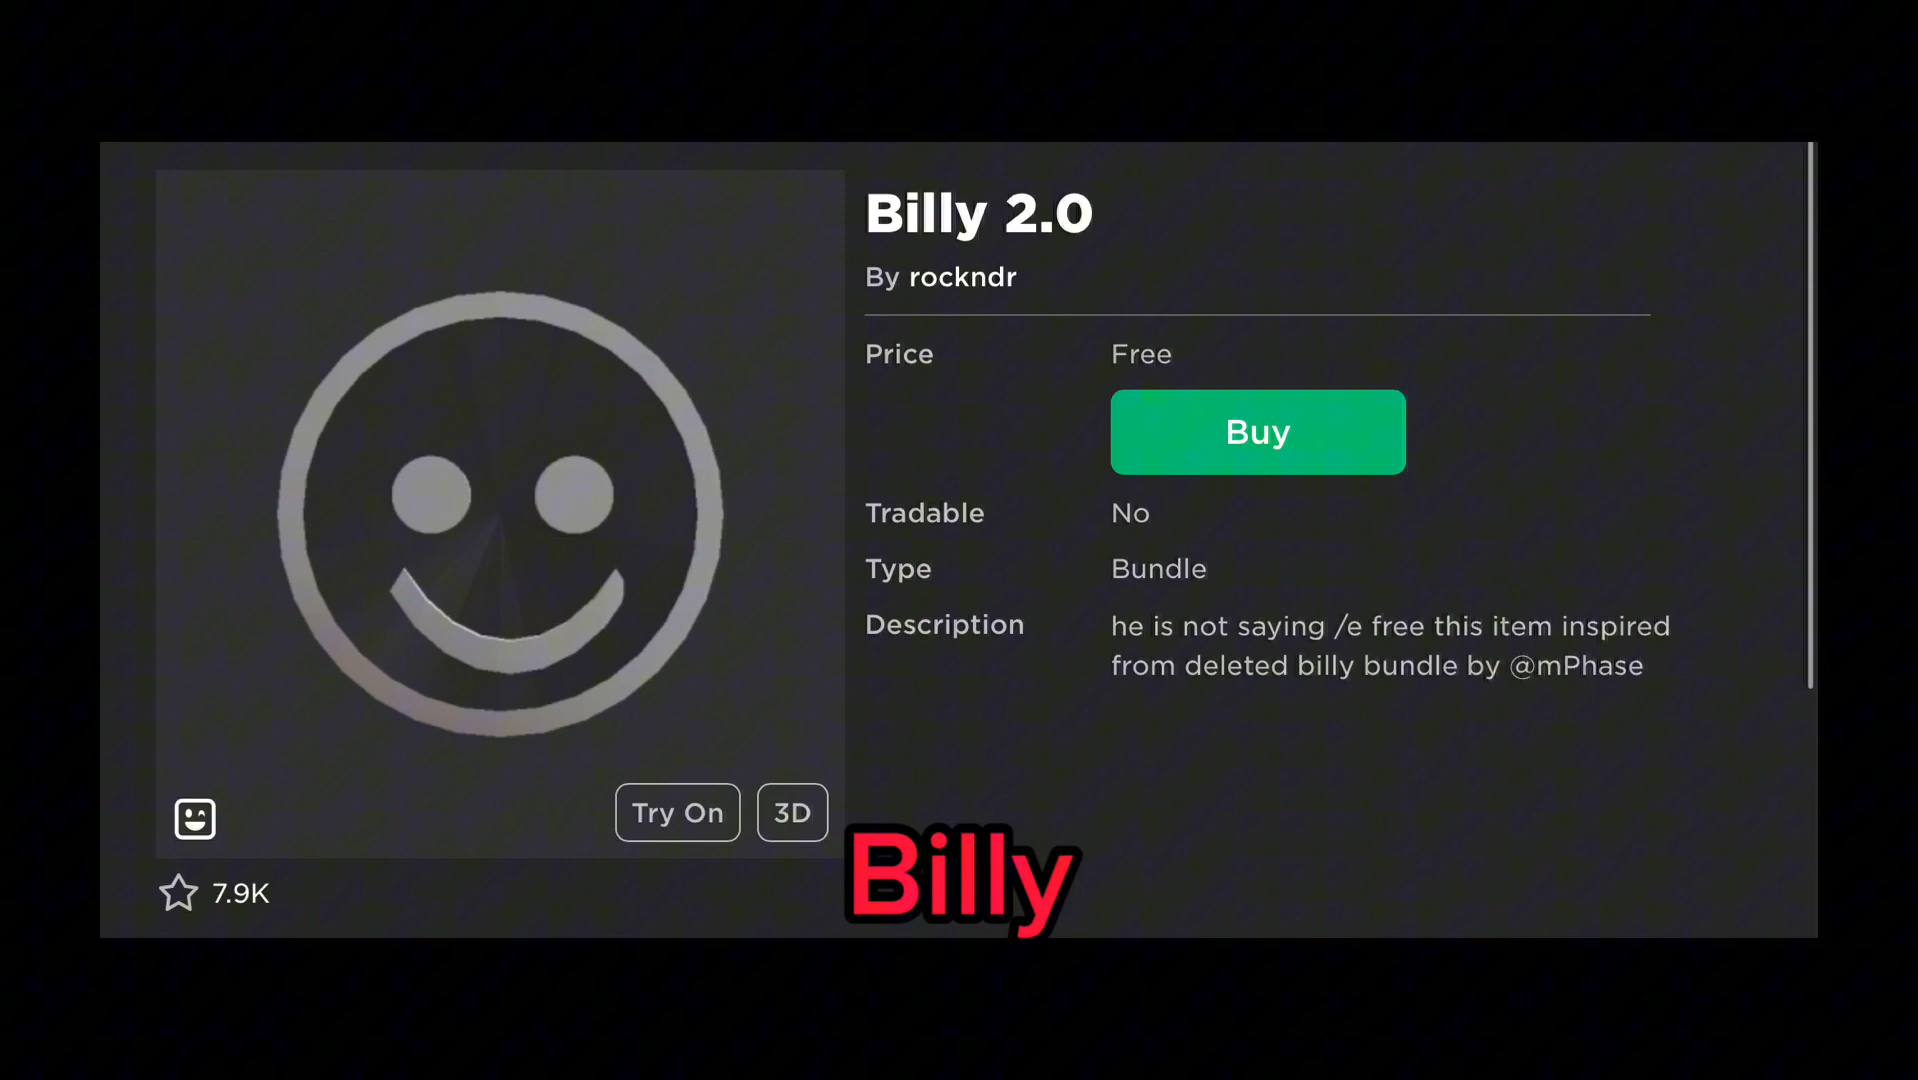 Billy 2.0
By rockndr
Price Free
Buy
Tradable No
Type Bundle
Description he is not saying /e free this item inspired
from deleted billy bundle by @mPhase
Try On 3D
7.9K
Billy